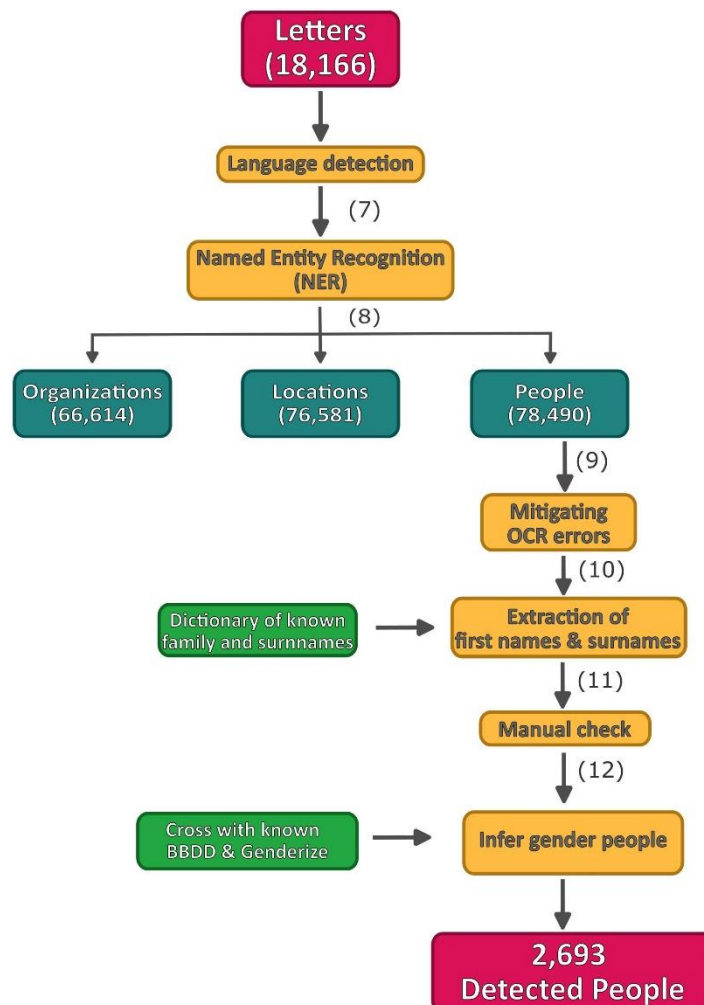 Letters
(18,166)
Language detection
(7)
Named Entity Recognition
(NER)
(8)
Organizations
(66,614)
Locations
(76,581)
People
(78,490)
(9)
Mitigating
OCR errors
(10)
Dictionary of known
family and surnnames
Extraction of
first names & surnames
(11)
Manual check
(12)
Cross with known
BBDD & Genderize
Infer gender people
2,693
Detected People